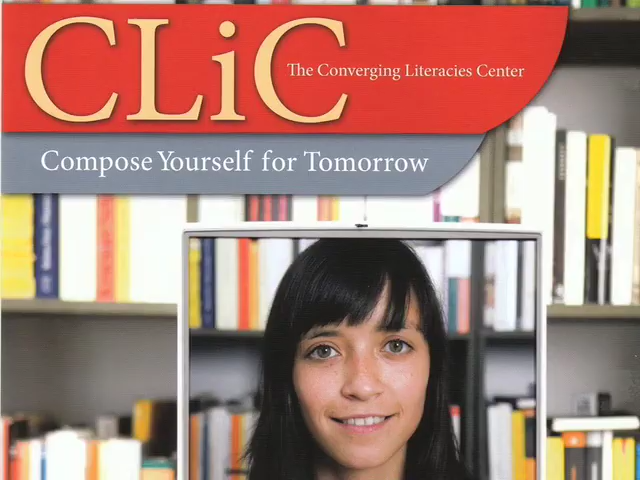 CLiC
The Converging Literacies Center
Compose Yourself for Tomorrow